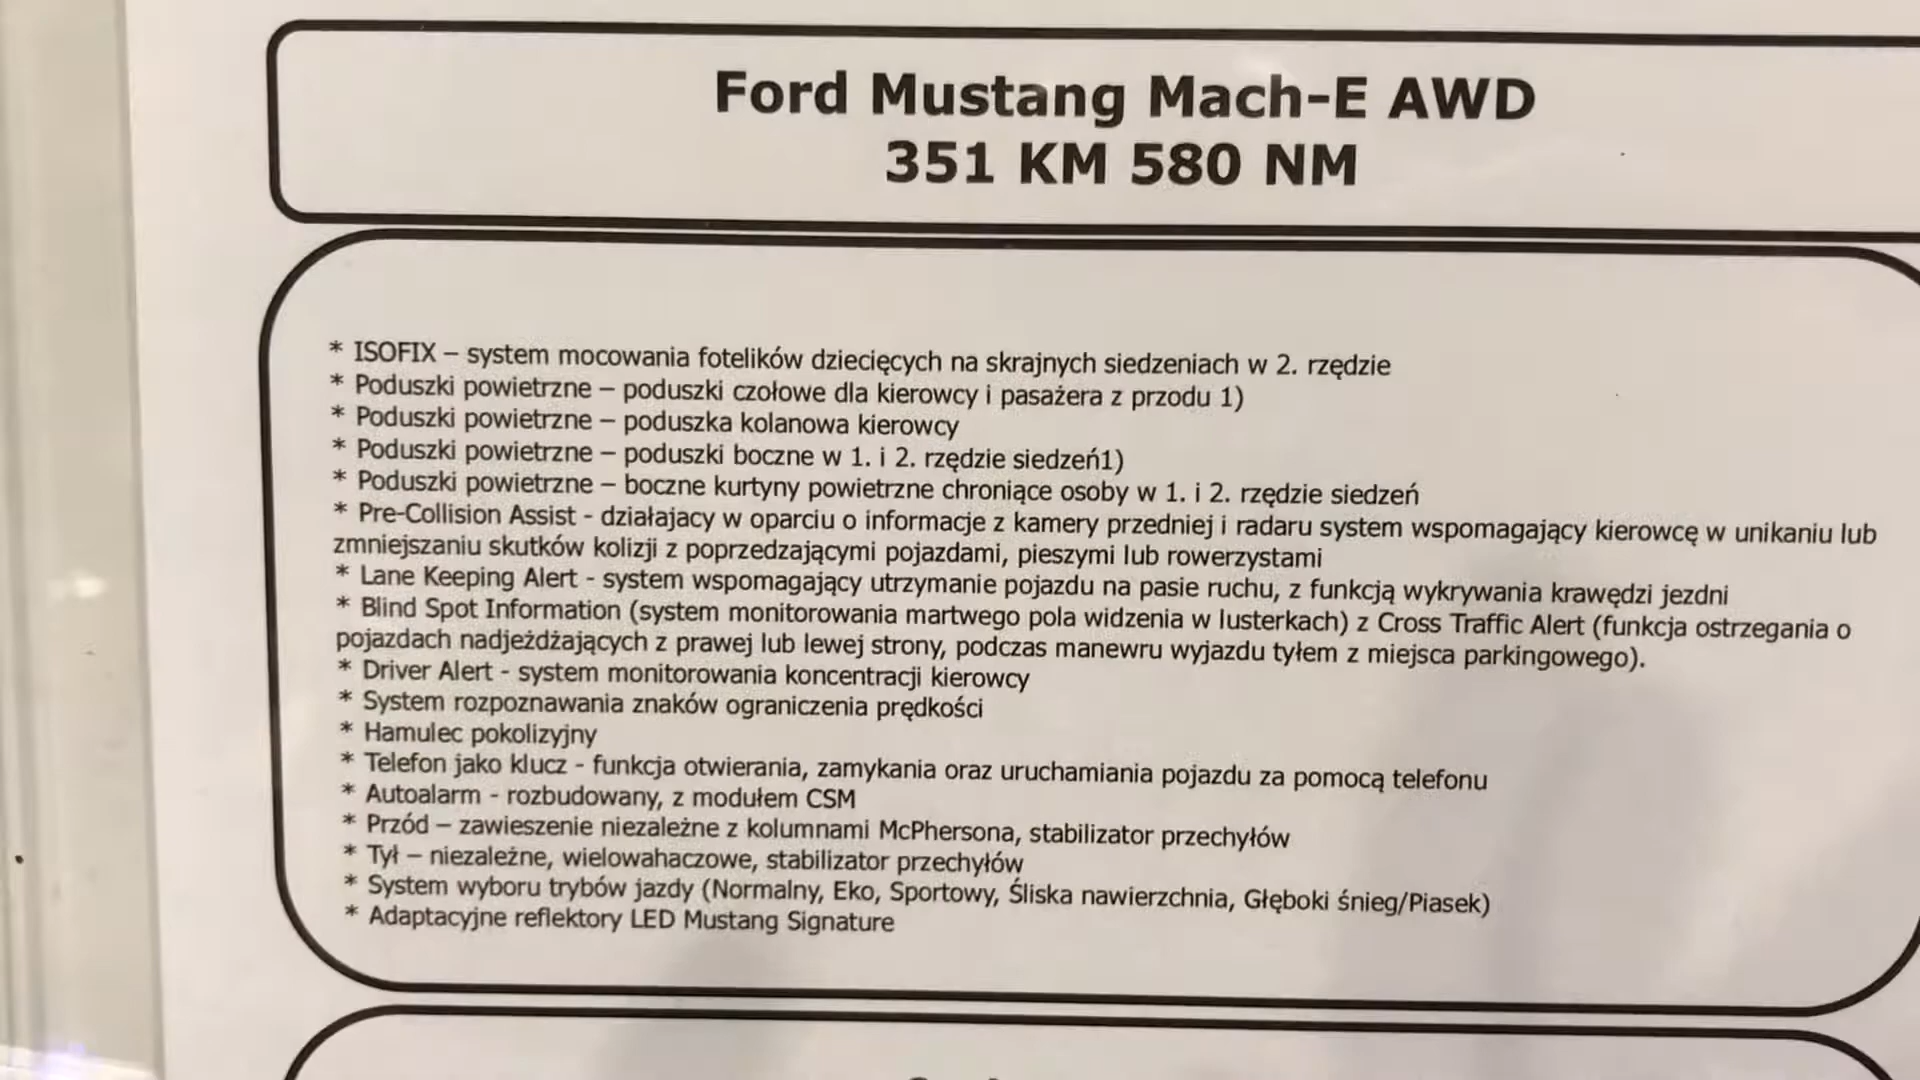 Ford Mustang Mach-E AWD
351 KM 580 NM
* ISOFIX – system mocowania fotelików dziecięcych na skrajnych siedzeniach w 2. rzędzie
* Poduszki powietrzne – poduszki czołowe dla kierowcy i pasażera z przodu 1)
* Poduszki powietrzne – poduszka kolanowa kierowcy
* Poduszki powietrzne – poduszki boczne w 1. i 2. rzędzie siedzeń1)
* Poduszki powietrzne – boczne kurtyny powietrzne chroniące osoby w 1. i 2. rzędzie siedzeń
* Pre-Collision Assist - działajacy w oparciu o informacje z kamery przedniej i radaru system wspomagający kierowcę w unikaniu lub
zmniejszaniu skutków kolizji z poprzedzającymi pojazdami, pieszymi lub rowerzystami
* Lane Keeping Alert - system wspomagający utrzymanie pojazdu na pasie ruchu, z funkcją wykrywania krawędzi jezdni
* Blind Spot Information (system monitorowania martwego pola widzenia w lusterkach) z Cross Traffic Alert (funkcja ostrzegania o
pojazdach nadjeżdżających z prawej lub lewej strony, podczas manewru wyjazdu tyłem z miejsca parkingowego).
* Driver Alert - system monitorowania koncentracji kierowcy
* System rozpoznawania znaków ograniczenia prędkości
* Hamulec pokolizyjny
* Telefon jako klucz - funkcja otwierania, zamykania oraz uruchamiania pojazdu za pomocą telefonu
* Autoalarm - rozbudowany, z modułem CSM
* Przód – zawieszenie niezależne z kolumnami McPhersona, stabilizator przechyłów
* Tył – niezależne, wielowahaczowe, stabilizator przechyłów
* System wyboru trybów jazdy (Normalny, Eko, Sportowy, Śliska nawierzchnia, Głęboki śnieg/Piasek)
* Adaptacyjne reflektory LED Mustang Signature